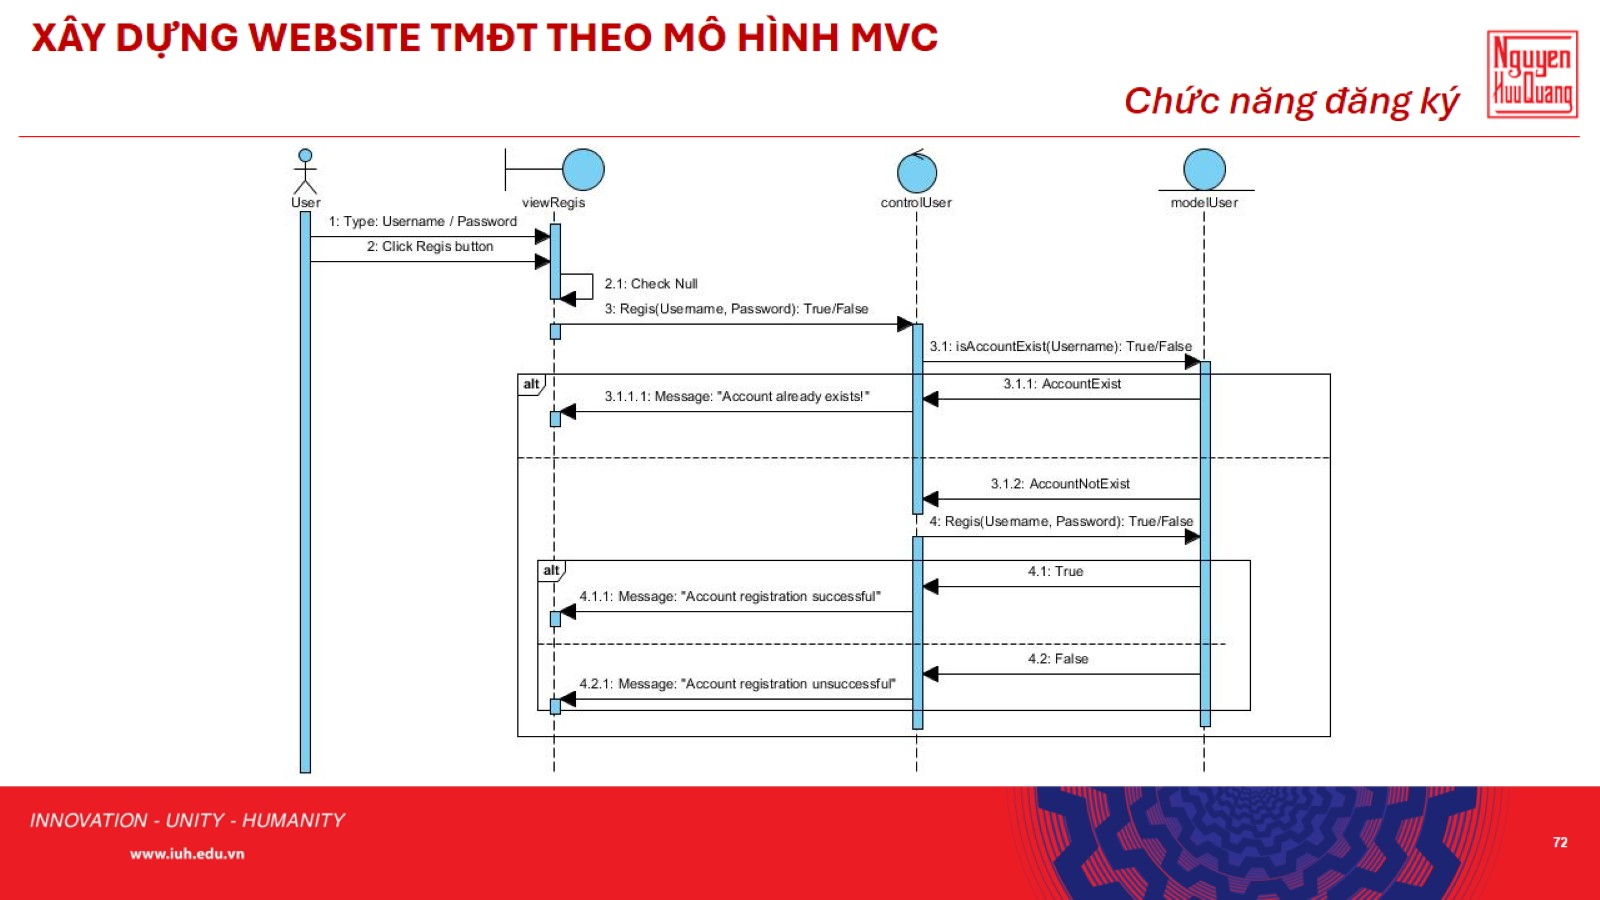 XÂY DỰNG WEBSITE TMĐT THEO MÔ HÌNH MVC
Nguyen
HuuQuang
Chức năng đăng ký
User
viewRegis
controlUser
modelUser
1: Type: Username / Password
2: Click Regis button
2.1: Check Null
3: Regis(Username, Password): True/False
3.1: isAccountExist(Username): True/False
alt
3.1.1: AccountExist
3.1.1.1: Message: "Account already exists!"
3.1.2: AccountNotExist
4: Regis(Username, Password): True/False
alt
4.1: True
4.1.1: Message: "Account registration successful"
4.2: False
4.2.1: Message: "Account registration unsuccessful"
INNOVATION - UNITY - HUMANITY
www.iuh.edu.vn
72